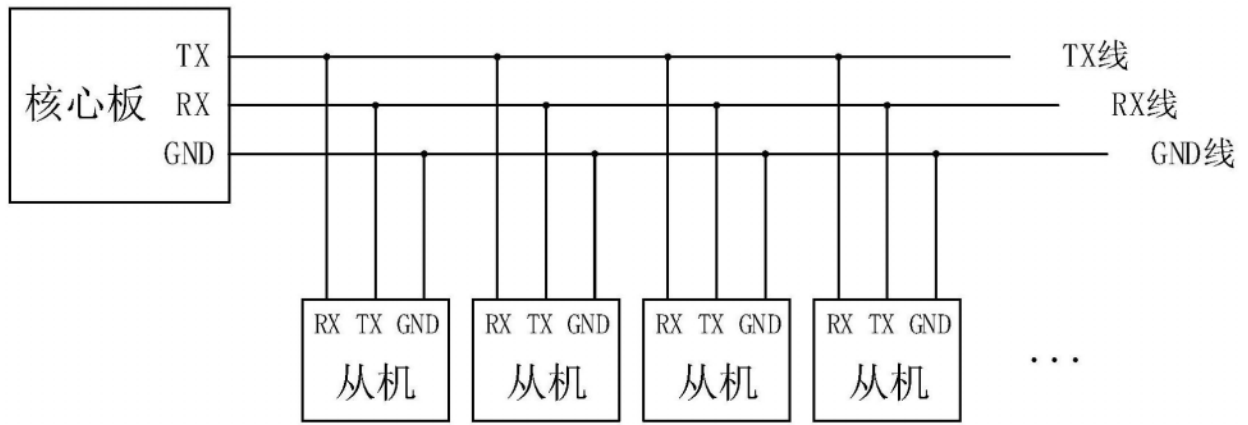 TX
TX线
核心板
RX
RX线
GND
GND线
RX TX GND
从机
RX TX GND
从机
RX TX GND
从机
RX TX GND
从机
...